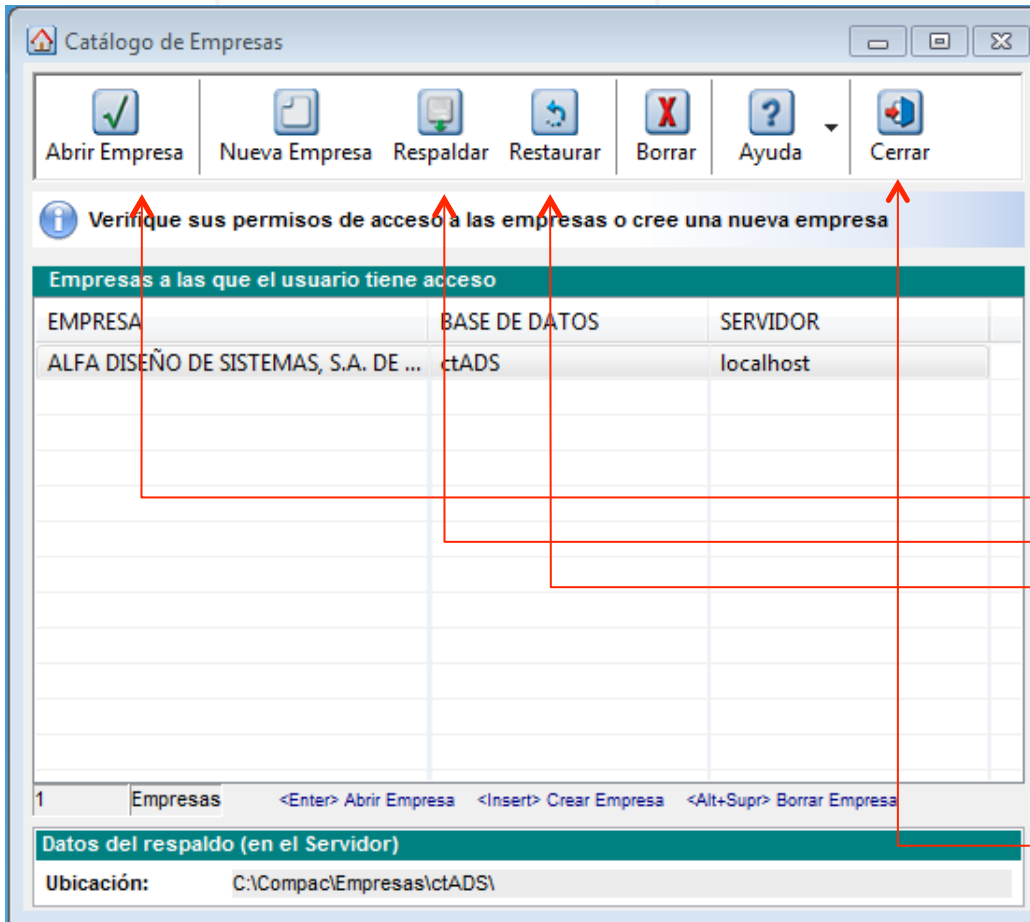 Catálogo de Empresas
Abrir Empresa Nueva Empresa Respaldar Restaurar Borrar Ayuda Cerrar
Verifique sus permisos de acceso a las empresas o cree una nueva empresa
Empresas a las que el usuario tiene acceso
EMPRESA BASE DE DATOS SERVIDOR
ALFA DISEÑO DE SISTEMAS, S.A. DE ... ctADS localhost
1 Empresas <Enter> Abrir Empresa <Insert> Crear Empresa <Alt+Supr> Borrar Empresa
Datos del respaldo (en el Servidor)
Ubicación: C:\Compac\Empresas\ctADS\